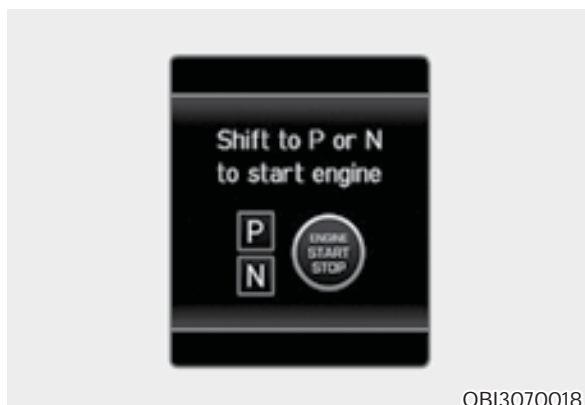 Shift to P or N
to start engine
P
N
ENGINE
START
STOP
OBI3070018